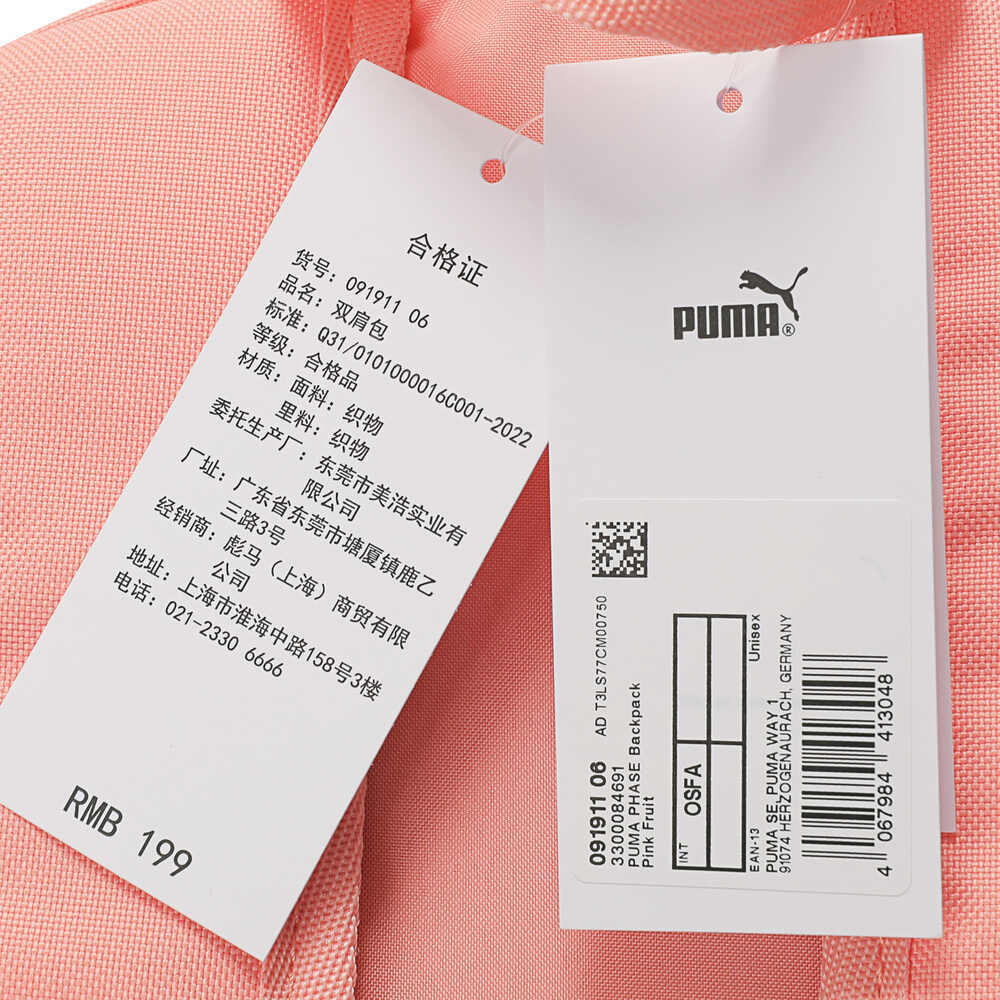 合格证
货号: 091911 06
品名: 双肩包
标准: Q31/0101000016C001-2022
等级: 合格品
材质: 面料: 织物
里料: 织物
委托生产厂: 东莞市美浩实业有
限公司
厂址: 广东省东莞市塘厦镇鹿乙
三路3号
经销商: 彪马（上海）商贸有限
公司
地址: 上海市淮海中路158号3楼
电话: 021-2330 6666
RMB 199
PUMA®
091911 06 AD T3LS77CM00750
3300084691
PUMA PHASE Backpack
Pink Fruit
INT OSFA
Unisex
EAN-13
PUMA SE, PUMA WAY 1
91074 HERZOGENAURACH, GERMANY
4 067984 413048